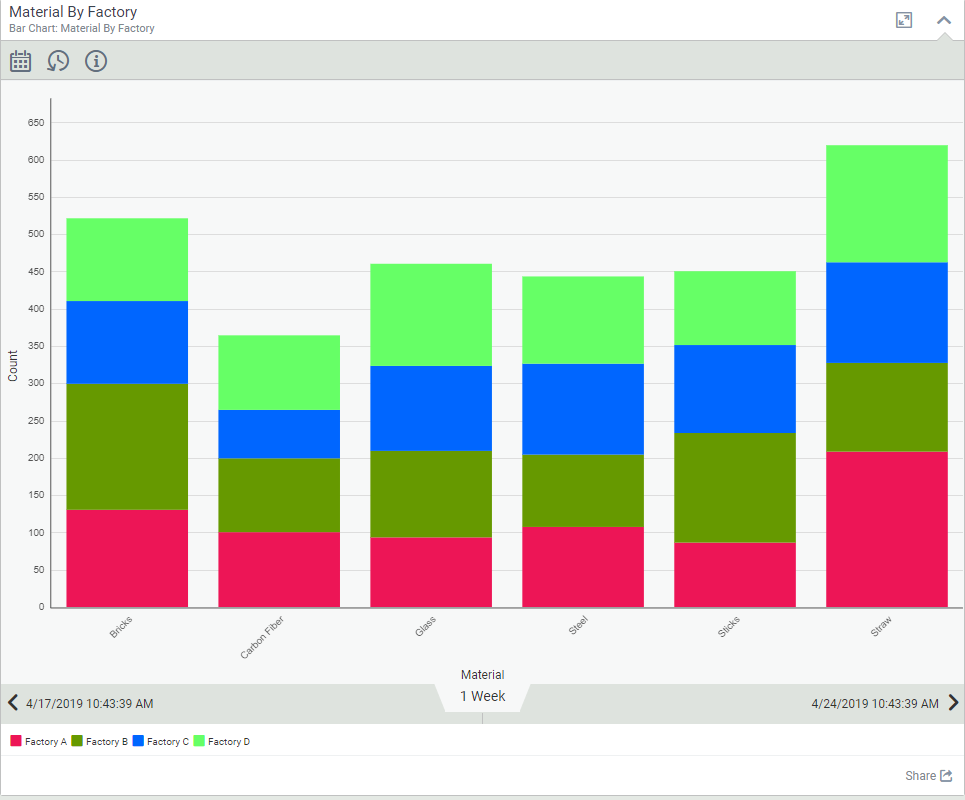 Material By Factory
Bar Chart: Material By Factory
650
600
550
500
450
400
350
300
250
200
150
100
50
0
Count
Bricks
Carbon Fiber
Glass
Steel
Sticks
Straw
Material
1 Week
4/17/2019 10:43:39 AM
4/24/2019 10:43:39 AM
Factory A Factory B Factory C Factory D
Share